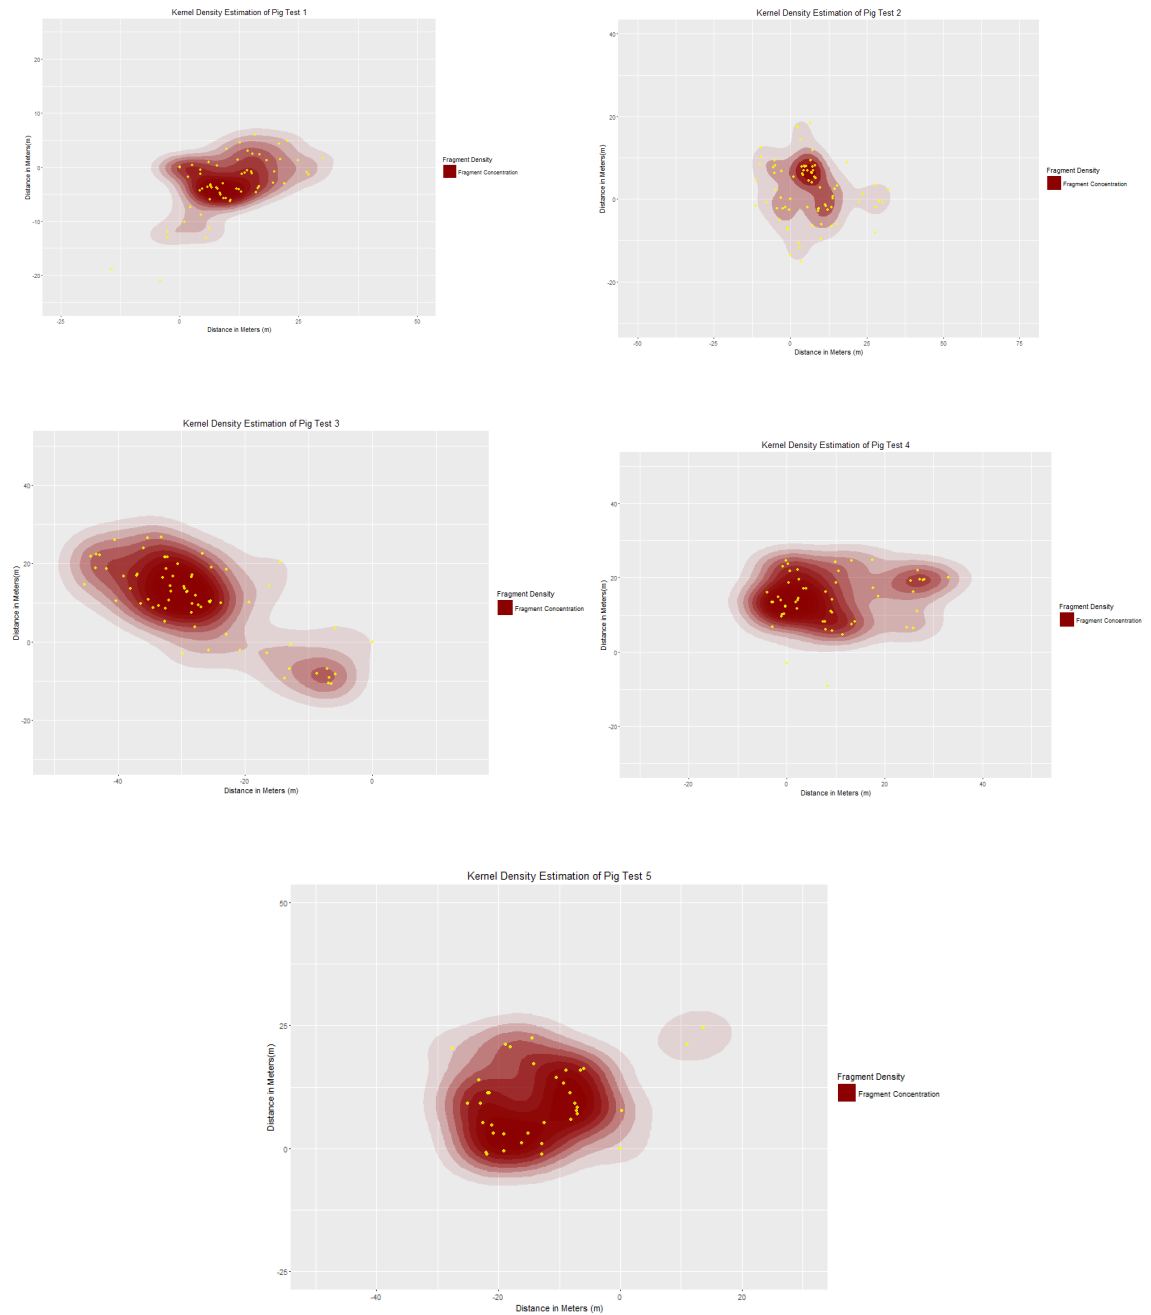 Kernel Density Estimation of Pig Test 1
20
10
0
-10
-20
-25
0
25
50
Distance in Meters(m)
Distance in Meters (m)
Fragment Density
Fragment Concentration
Kernel Density Estimation of Pig Test 2
40
20
0
-20
-50
-25
0
25
50
75
Distance in Meters(m)
Distance in Meters (m)
Fragment Density
Fragment Concentration
Kernel Density Estimation of Pig Test 3
40
20
0
-20
-40
-20
0
Distance in Meters(m)
Distance in Meters (m)
Fragment Density
Fragment Concentration
Kernel Density Estimation of Pig Test 4
40
20
0
-20
-20
0
20
40
Distance in Meters(m)
Distance in Meters (m)
Fragment Density
Fragment Concentration
Kernel Density Estimation of Pig Test 5
50
25
0
-25
-40
-20
0
20
Distance in Meters(m)
Distance in Meters (m)
Fragment Density
Fragment Concentration